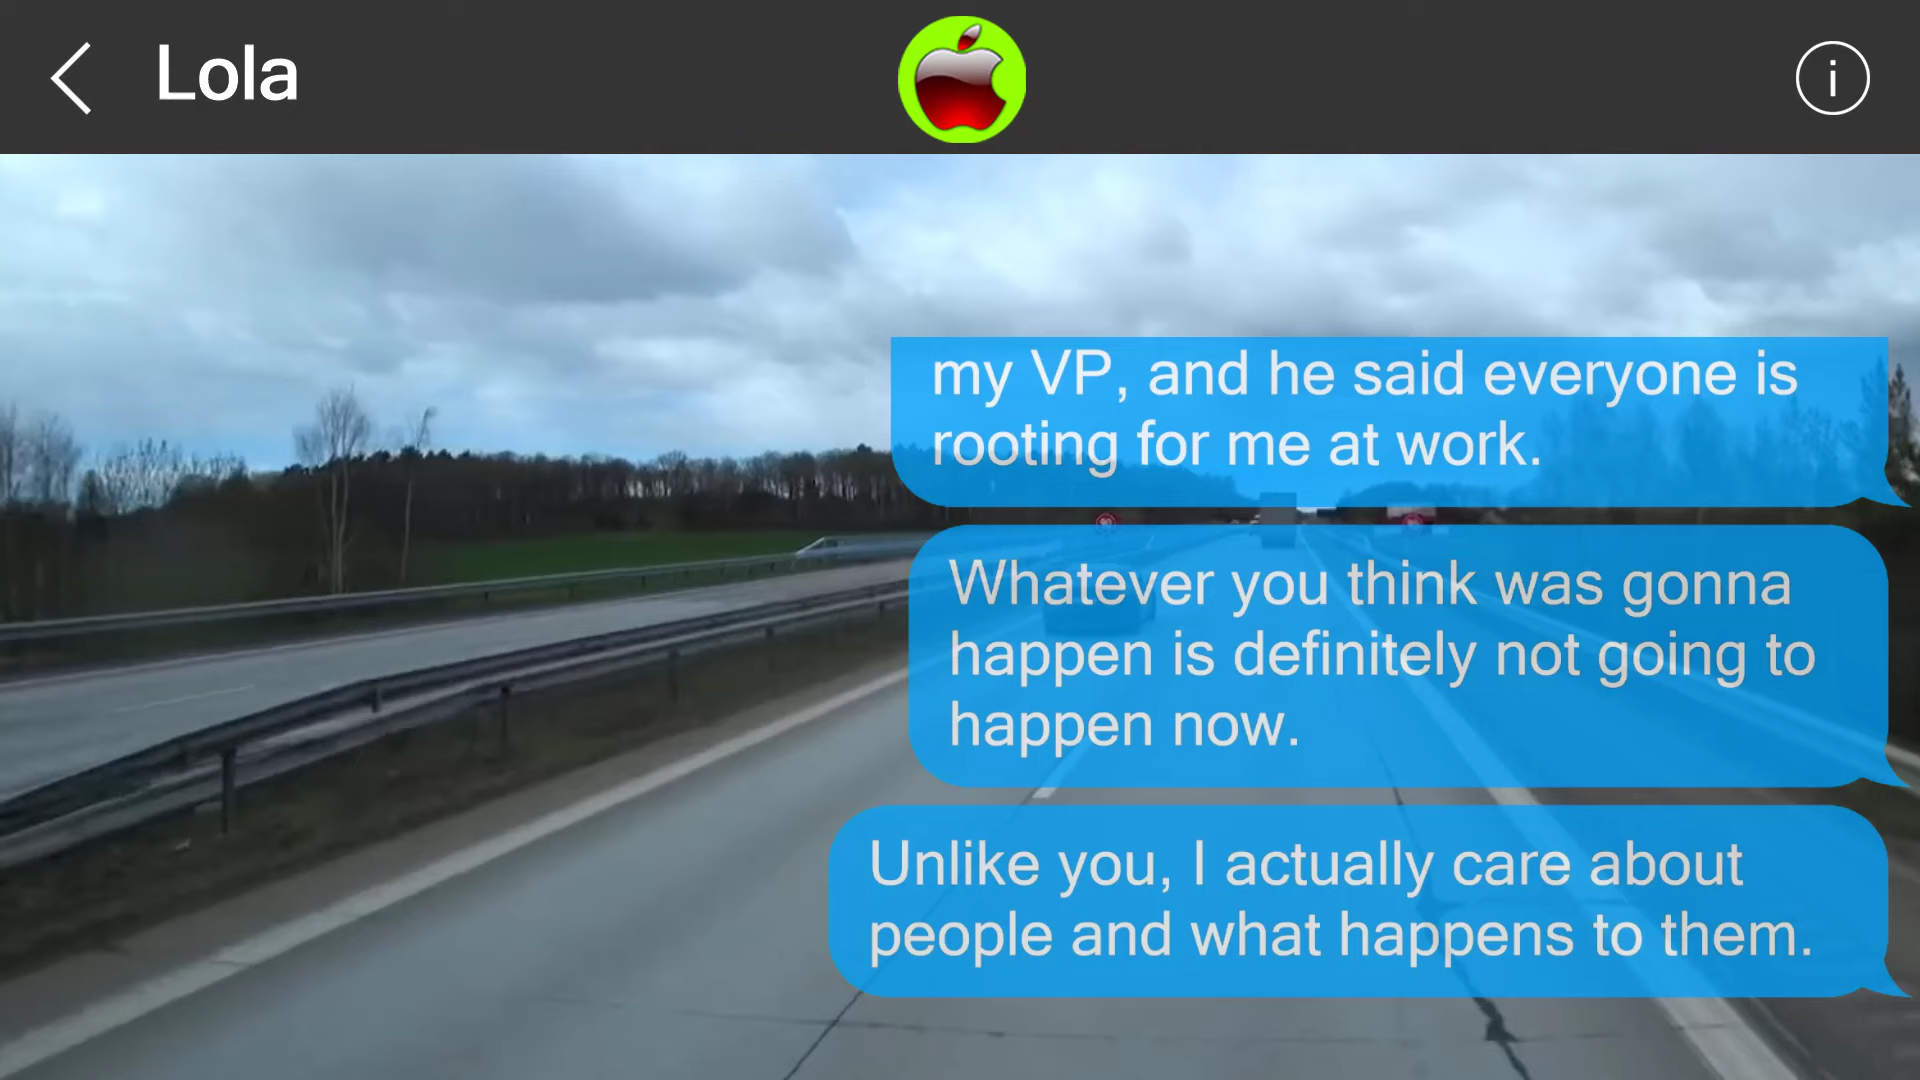 Lola
i
my VP, and he said everyone is
rooting for me at work.
Whatever you think was gonna
happen is definitely not going to
happen now.
Unlike you, I actually care about
people and what happens to them.